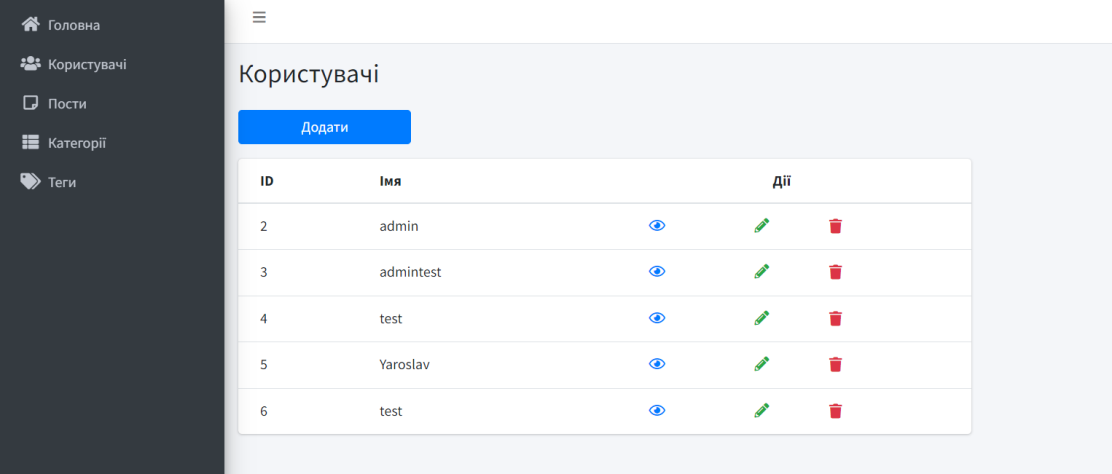 Головна
Користувачі
Пости
Категорії
Теги
Користувачі
Додати
ID Імя Дії
2 admin
3 admintest
4 test
5 Yaroslav
6 test